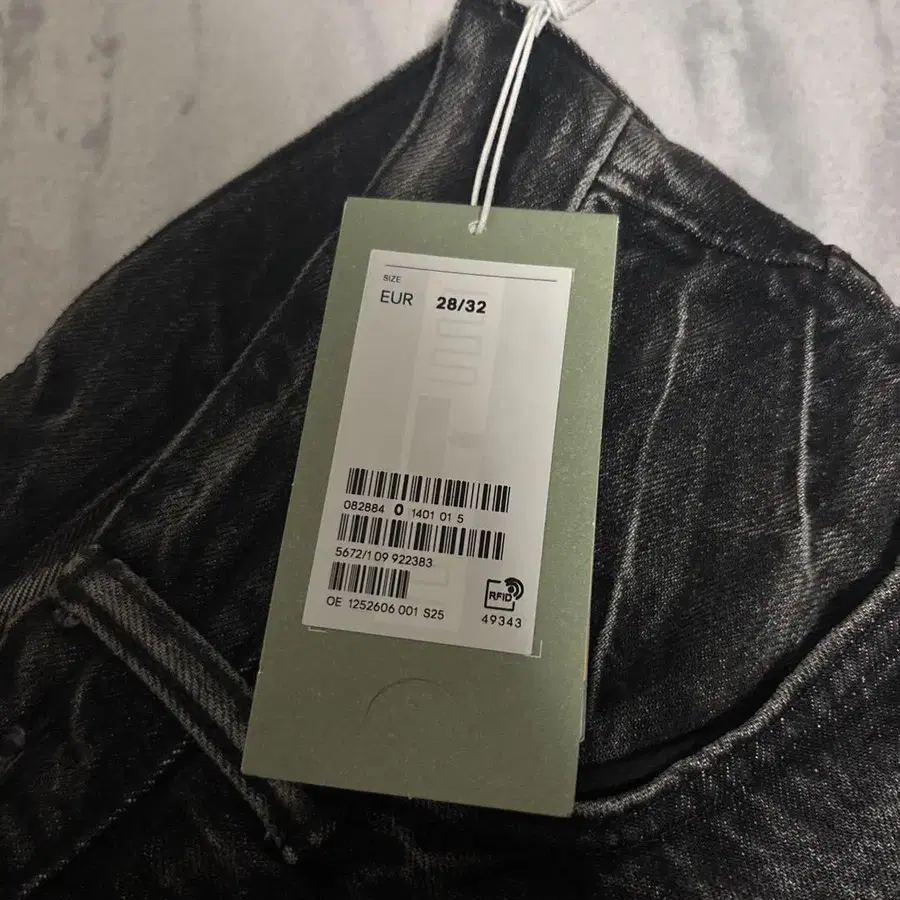 SIZE
EUR 28/32
082884 0 1401 01 5
5672/1 09 922383
OE 1252606 001 S25
RFID
49343